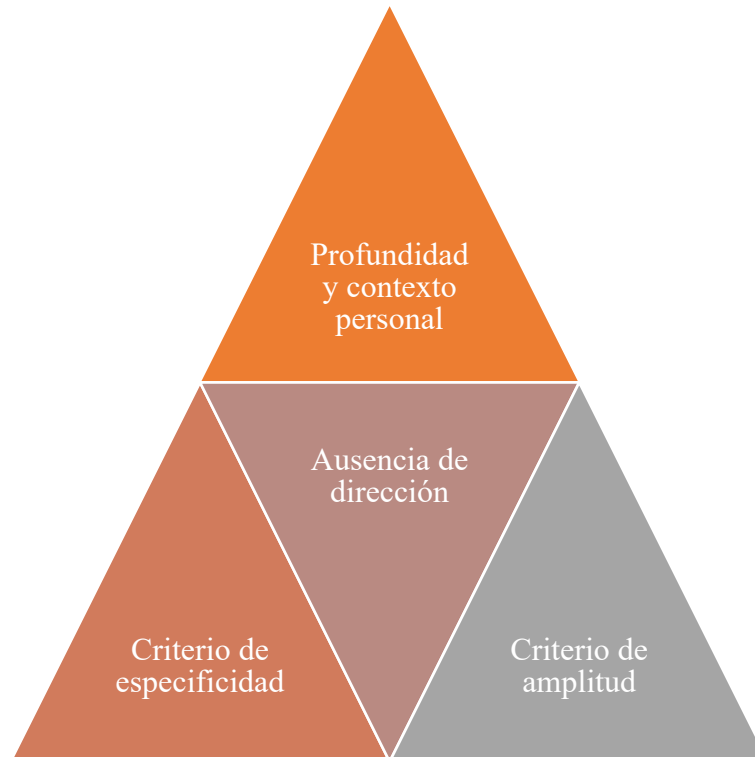 Profundidad
y contexto
personal
Ausencia de
dirección
Criterio de
especificidad
Criterio de
amplitud